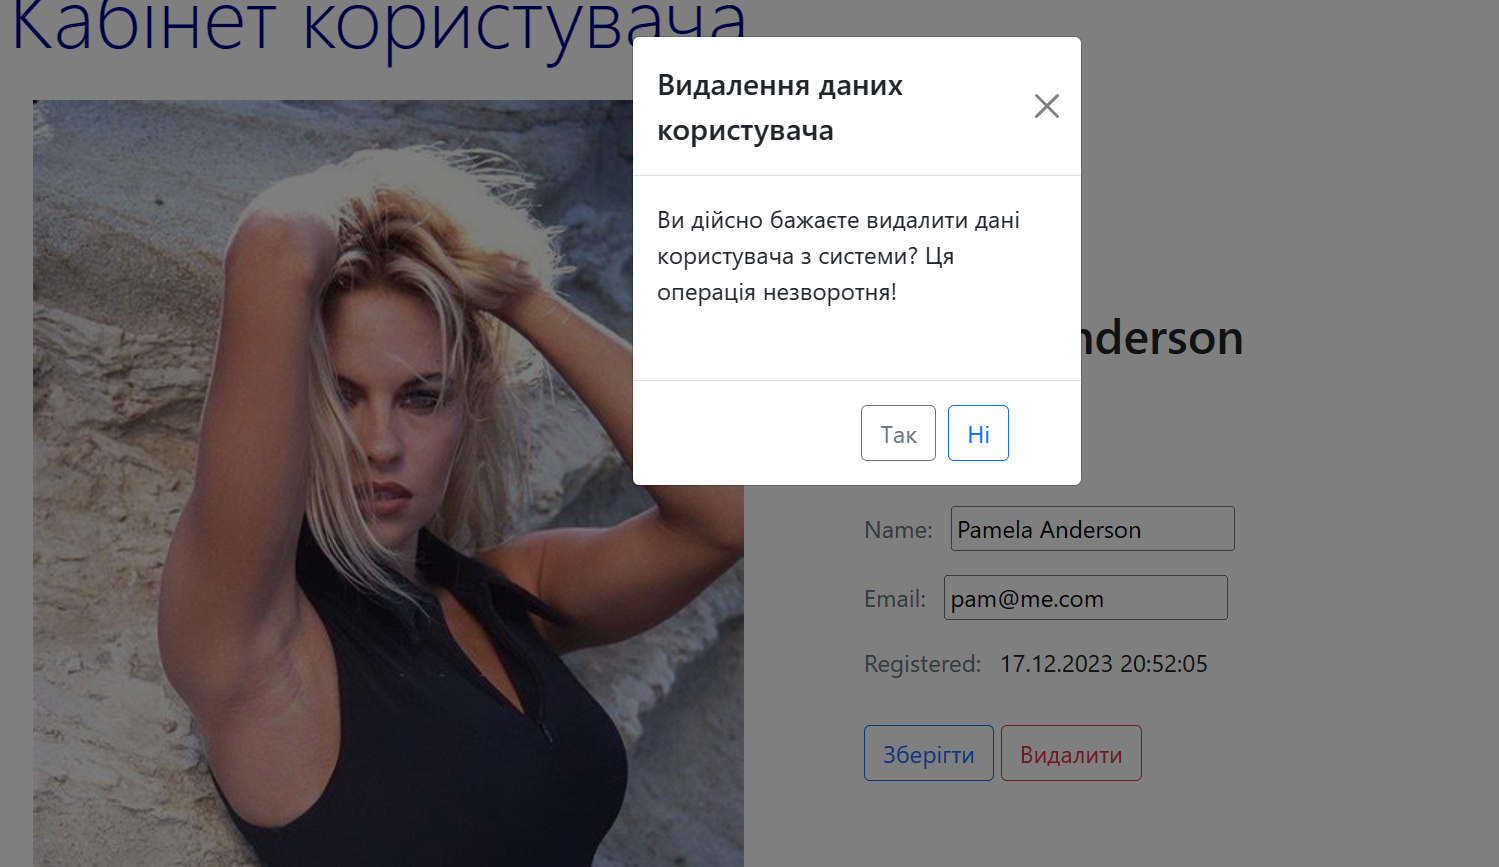 Кабінет користувача
Видалення даних
користувача
Ви дійсно бажаєте видалити дані
користувача з системи? Ця
операція незворотня!
nderson
Так Ні
Name: Pamela Anderson
Email: pam@me.com
Registered: 17.12.2023 20:52:05
Зберігти Видалити